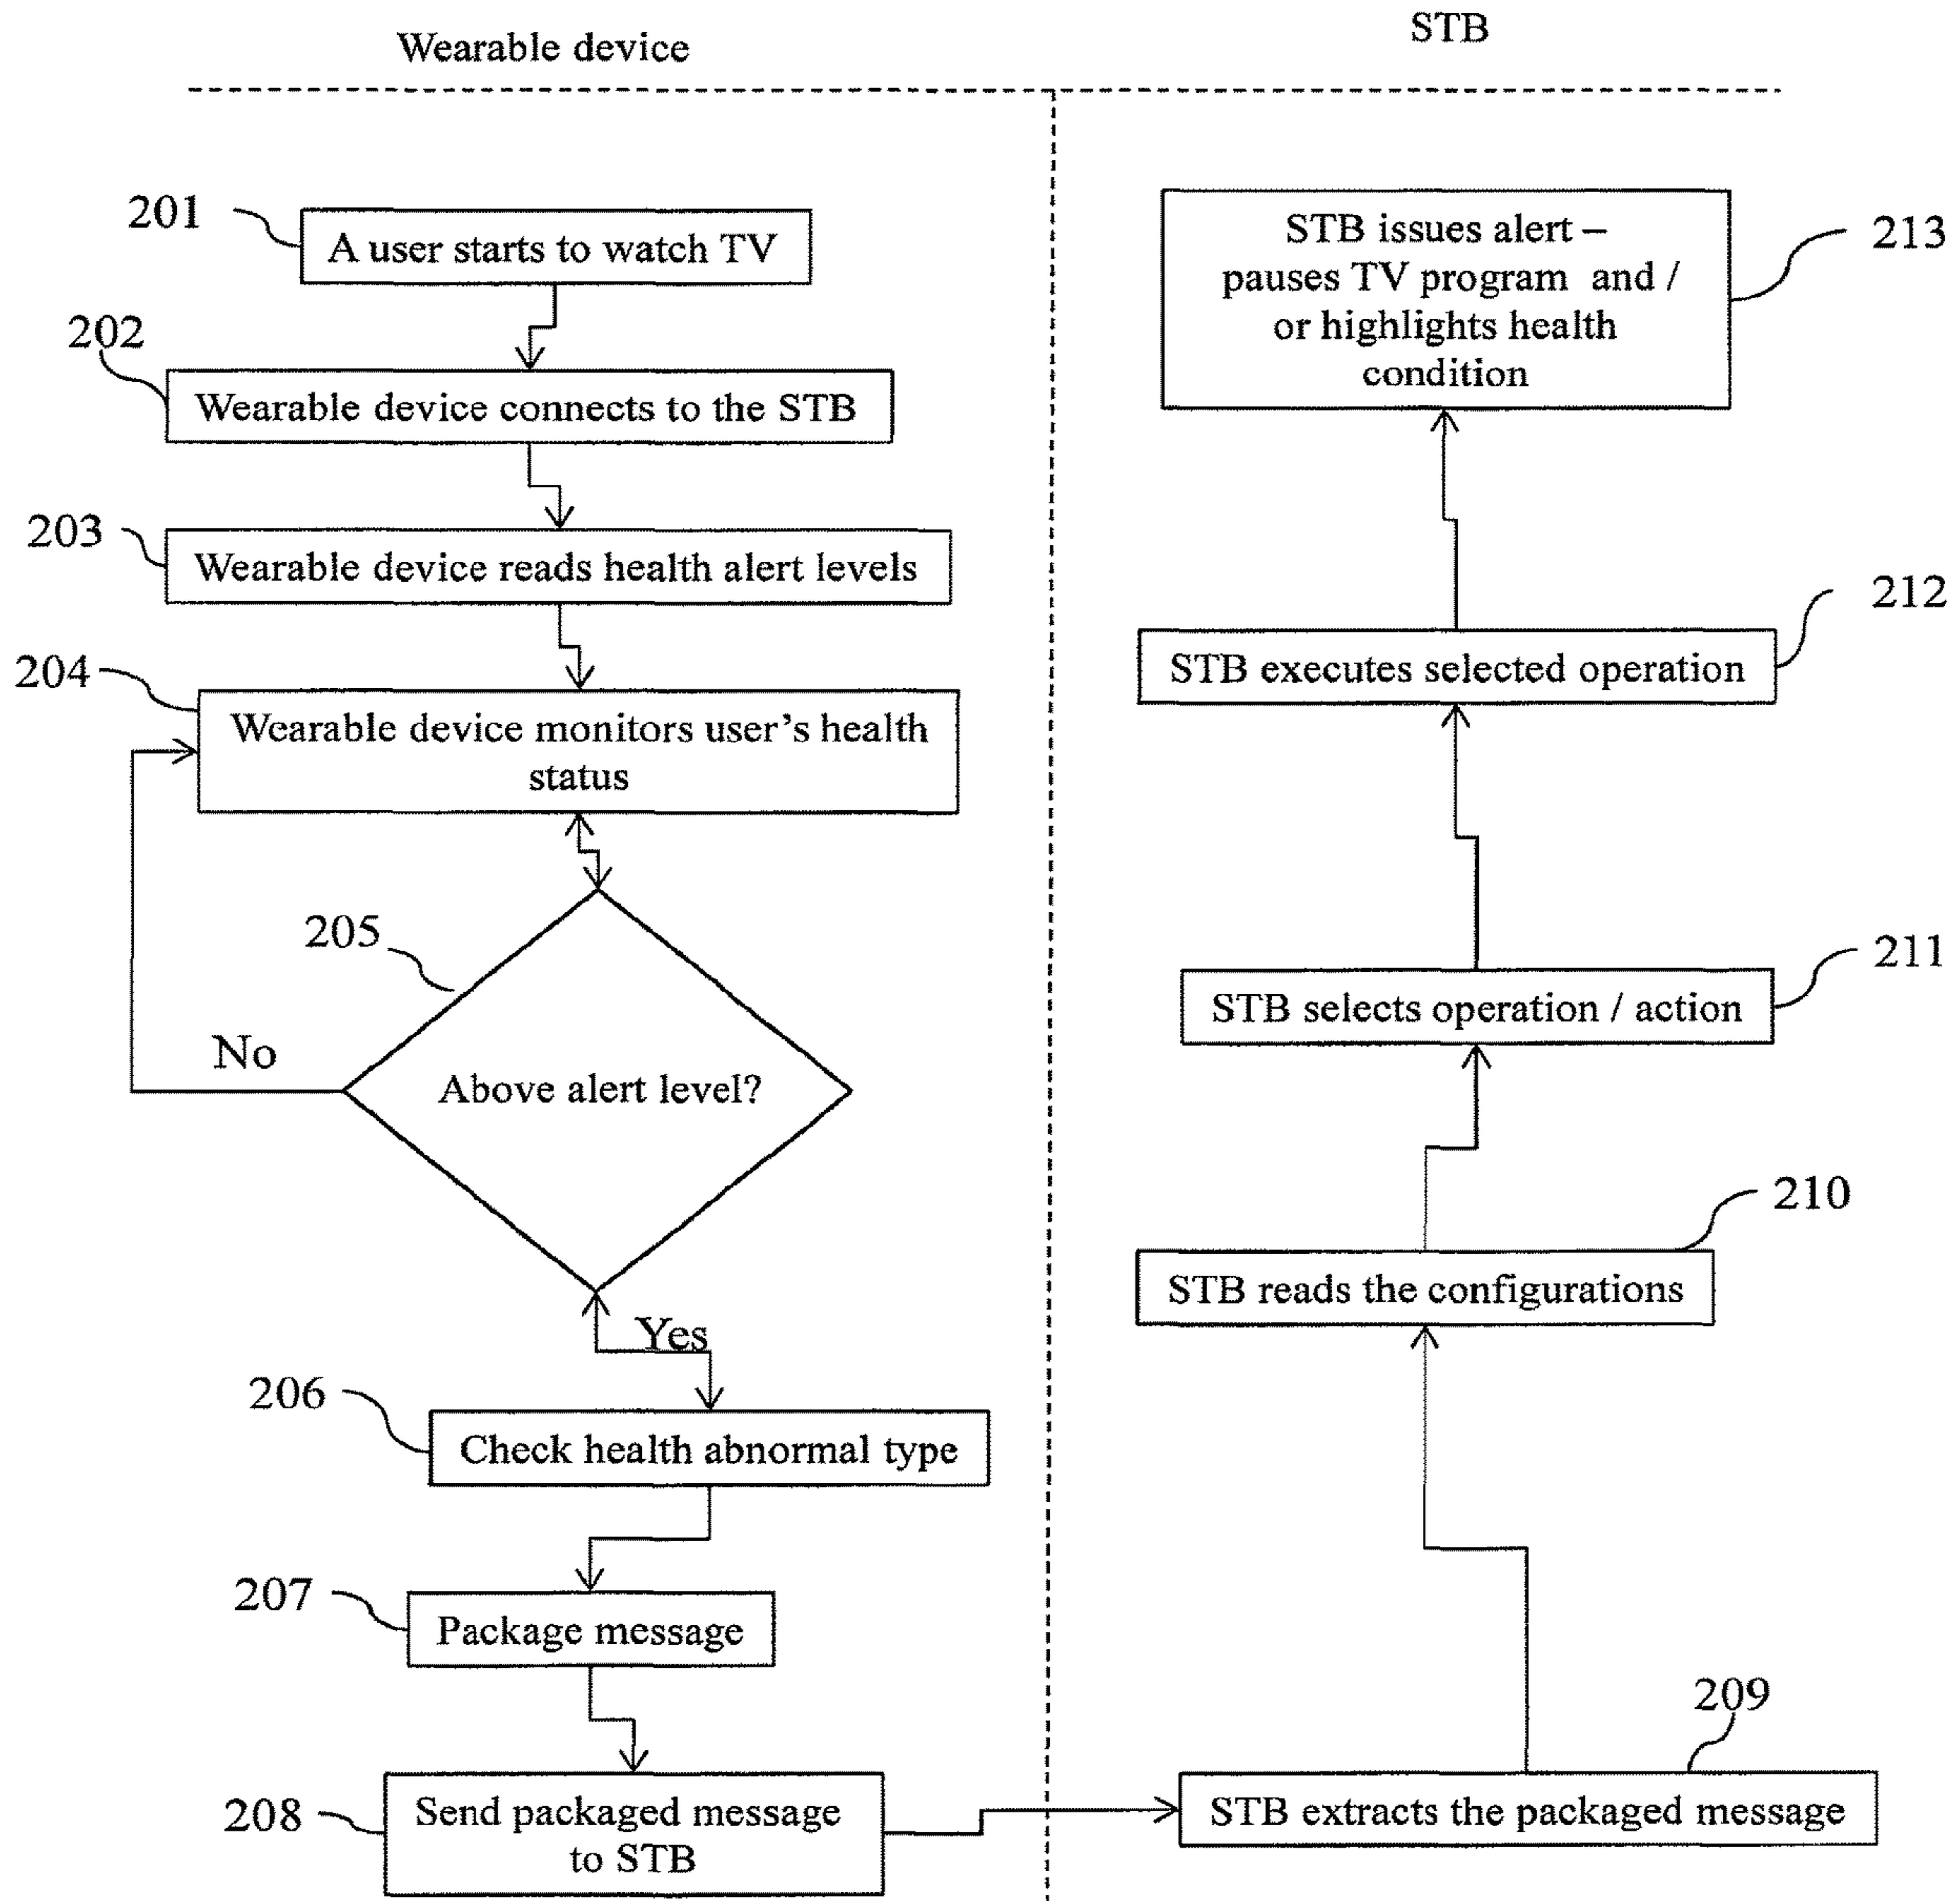 Wearable device
STB
201
A user starts to watch TV
202
Wearable device connects to the STB
203
Wearable device reads health alert levels
204
Wearable device monitors user's health
status
205
Above alert level?
No
Yes
206
Check health abnormal type
207
Package message
208
Send packaged message
to STB
209
STB extracts the packaged message
210
STB reads the configurations
211
STB selects operation / action
212
STB executes selected operation
213
STB issues alert –
pauses TV program and /
or highlights health
condition